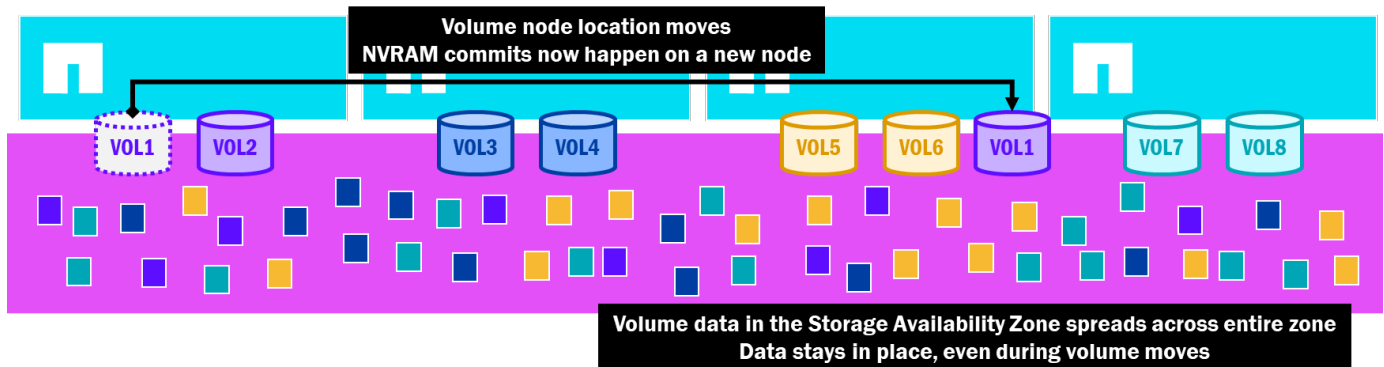 Volume node location moves
NVRAM commits now happen on a new node
VOL1
VOL2
VOL3
VOL4
VOL5
VOL6
VOL1
VOL7
VOL8
Volume data in the Storage Availability Zone spreads across entire zone
Data stays in place, even during volume moves